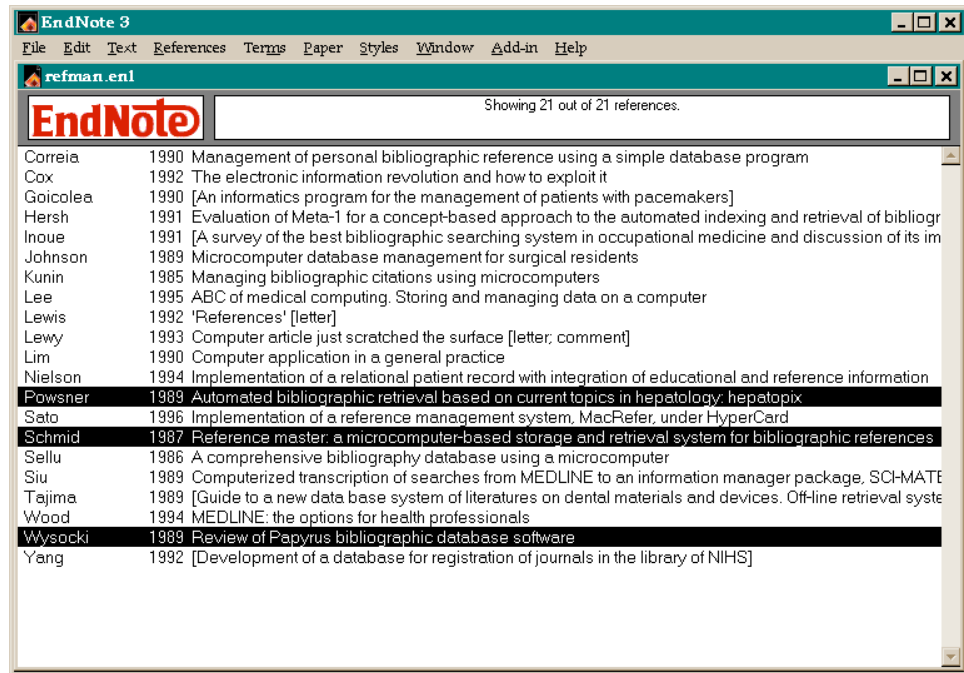 EndNote 3
File Edit Text References Terms Paper Styles Window Add-in Help
refman.enl
EndNote
Showing 21 out of 21 references.
Correia 1990 Management of personal bibliographic reference using a simple database program
Cox 1992 The electronic information revolution and how to exploit it
Goicolea 1990 [An informatics program for the management of patients with pacemakers]
Hersh 1991 Evaluation of Meta-1 for a concept-based approach to the automated indexing and retrieval of bibliogr
Inoue 1991 [A survey of the best bibliographic searching system in occupational medicine and discussion of its im
Johnson 1989 Microcomputer database management for surgical residents
Kunin 1985 Managing bibliographic citations using microcomputers
Lee 1995 ABC of medical computing. Storing and managing data on a computer
Lewis 1992 'References' [letter]
Lewy 1993 Computer article just scratched the surface [letter; comment]
Lim 1990 Computer application in a general practice
Nielson 1994 Implementation of a relational patient record with integration of educational and reference information
Powsner 1989 Automated bibliographic retrieval based on current topics in hepatology: hepatopix
Sato 1996 Implementation of a reference management system, MacRefer, under HyperCard
Schmid 1987 Reference master: a microcomputer-based storage and retrieval system for bibliographic references
Sellu 1986 A comprehensive bibliography database using a microcomputer
Siu 1989 Computerized transcription of searches from MEDLINE to an information manager package, SCI-MATE
Tajima 1989 [Guide to a new data base system of literatures on dental materials and devices. Off-line retrieval syste
Wood 1994 MEDLINE: the options for health professionals
Wysocki 1989 Review of Papyrus bibliographic database software
Yang 1992 [Development of a database for registration of journals in the library of NIHS]